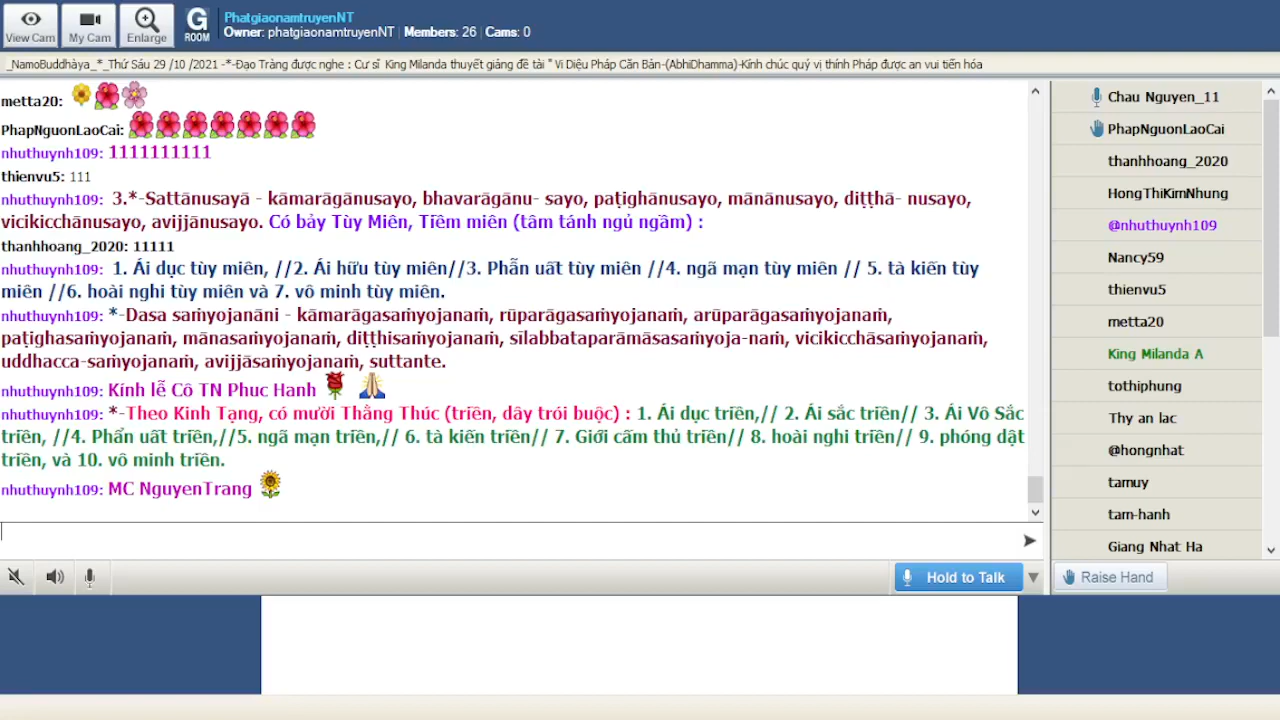 View Cam
My Cam
Enlarge
G
ROOM
PhatgiaonamtruyenNT
Owner: phatgiaonamtruyenNT | Members: 26 | Cams: 0
_NamoBuddhàya_*_Thứ Sáu 29 /10 /2021 -*-Đạo Tràng được nghe : Cư sĩ King Milanda thuyết giảng đề tài " Vi Diệu Pháp Căn Bản-(AbhiDhamma)-Kính chúc quý vị thính Pháp được an vui tiến hóa
metta20:
PhapNguonLaoCai:
nhuthuynh109: 1111111111
thienvu5: 111
nhuthuynh109: 3.*-Sattānusayā - kāmarāgānusayo, bhavarāgānu- sayo, paṭighānusayo, mānānusayo, diṭṭhā- nusayo,
vicikicchānusayo, avijjānusayo. Có bảy Tùy Miên, Tiềm miên (tâm tánh ngủ ngầm) :
thanhhoang_2020: 11111
nhuthuynh109: 1. Ái dục tùy miên, //2. Ái hữu tùy miên//3. Phẫn uất tùy miên //4. ngã mạn tùy miên // 5. tà kiến tùy
miên //6. hoài nghi tùy miên và 7. vô minh tùy miên.
nhuthuynh109: *-Dasa saṁyojanāni - kāmarāgasaṁyojanaṁ, rūparāgasaṁyojanaṁ, arūparāgasaṁyojanaṁ,
paṭighasaṁyojanaṁ, mānasaṁyojanaṁ, diṭṭhisaṁyojanaṁ, sīlabbataparāmāsasaṁyoja-naṁ, vicikicchāsaṁyojanaṁ,
uddhacca-saṁyojanaṁ, avijjāsaṁyojanaṁ, suttante.
nhuthuynh109: Kính lễ Cô TN Phuc Hanh
nhuthuynh109: *-Theo Kinh Tạng, có mười Thằng Thúc (triền, dây trói buộc) : 1. Ái dục triền,// 2. Ái sắc triền// 3. Ái Vô Sắc
triền, //4. Phẩn uất triền,//5. ngã mạn triền,// 6. tà kiến triền// 7. Giới cấm thủ triền// 8. hoài nghi triền// 9. phóng dật
triền, và 10. vô minh triền.
nhuthuynh109: MC NguyenTrang
Hold to Talk
Chau Nguyen_11
PhapNguonLaoCai
thanhhoang_2020
HongThiKimNhung
@nhuthuynh109
Nancy59
thienvu5
metta20
King Milanda A
tothiphung
Thy an lac
@hongnhat
tamuy
tam-hanh
Giang Nhat Ha
Raise Hand